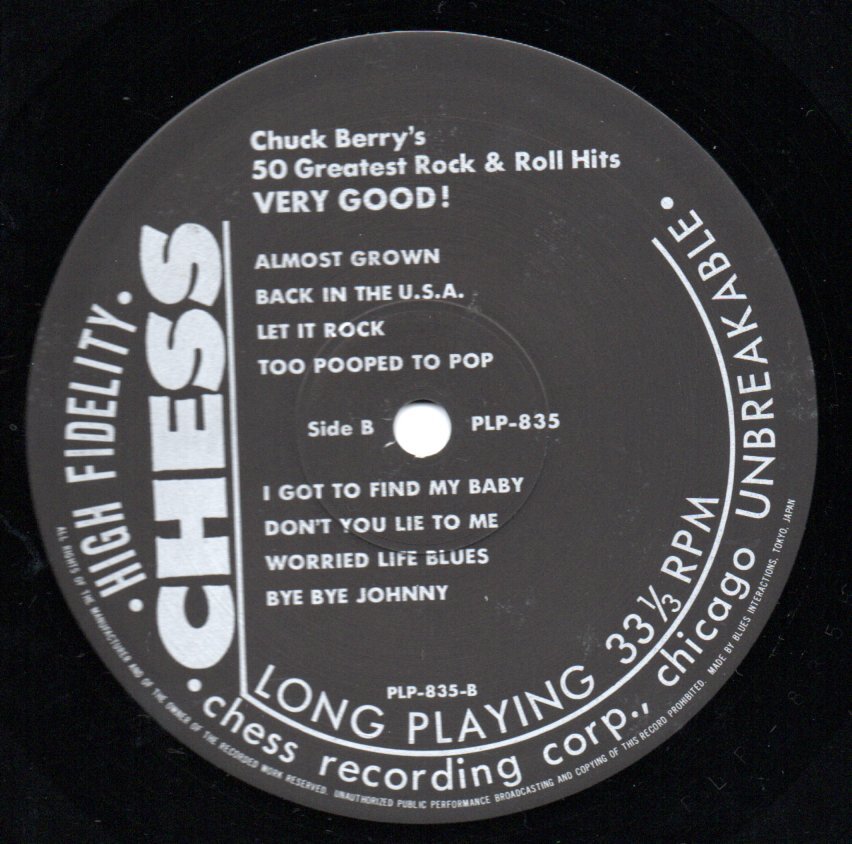 Chuck Berry's
50 Greatest Rock & Roll Hits
VERY GOOD!
ALMOST GROWN
BACK IN THE U.S.A.
LET IT ROCK
TOO POOPED TO POP
Side B
PLP-835
I GOT TO FIND MY BABY
DON'T YOU LIE TO ME
WORRIED LIFE BLUES
BYE BYE JOHNNY
PLP-835-B
LONG PLAYING 33⅓ RPM
CHESS
• HIGH FIDELITY •
• chess recording corp., chicago UNBREAKABLE •
ALL RIGHTS OF THE MANUFACTURER AND OF THE OWNER OF THE RECORDED WORK RESERVED. UNAUTHORIZED PUBLIC PERFORMANCE BROADCASTING AND COPYING OF THIS RECORD PROHIBITED. MADE BY BLUES INTERACTIONS, TOKYO, JAPAN